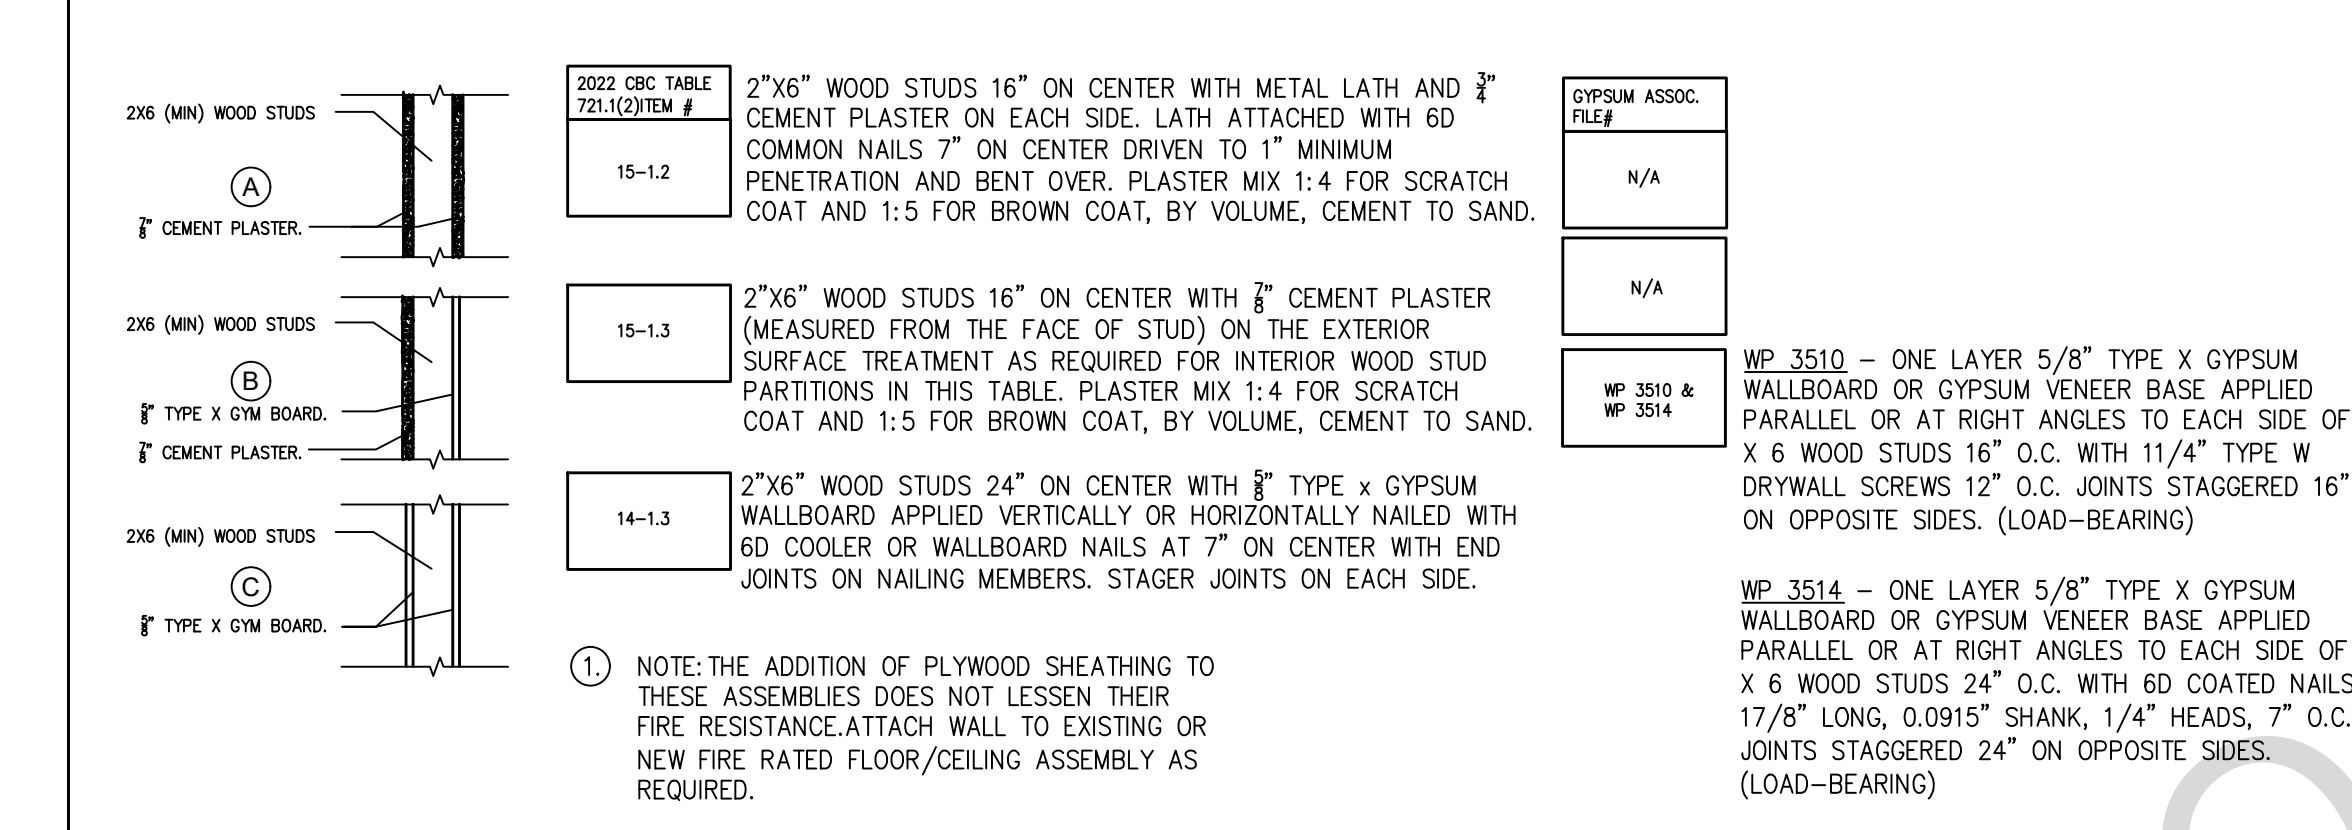 2X6 (MIN) WOOD STUDS
A
7/8" CEMENT PLASTER.
2022 CBC TABLE
721.1(2)ITEM #
15-1.2
2"X6" WOOD STUDS 16" ON CENTER WITH METAL LATH AND 3/4"
CEMENT PLASTER ON EACH SIDE. LATH ATTACHED WITH 6D
COMMON NAILS 7" ON CENTER DRIVEN TO 1" MINIMUM
PENETRATION AND BENT OVER. PLASTER MIX 1:4 FOR SCRATCH
COAT AND 1:5 FOR BROWN COAT, BY VOLUME, CEMENT TO SAND.
GYPSUM ASSOC.
FILE#
N/A
2X6 (MIN) WOOD STUDS
B
5/8" TYPE X GYM BOARD.
7/8" CEMENT PLASTER.
15-1.3
2"X6" WOOD STUDS 16" ON CENTER WITH 7/8" CEMENT PLASTER
(MEASURED FROM THE FACE OF STUD) ON THE EXTERIOR
SURFACE TREATMENT AS REQUIRED FOR INTERIOR WOOD STUD
PARTITIONS IN THIS TABLE. PLASTER MIX 1:4 FOR SCRATCH
COAT AND 1:5 FOR BROWN COAT, BY VOLUME, CEMENT TO SAND.
N/A
2X6 (MIN) WOOD STUDS
C
5/8" TYPE X GYM BOARD.
14-1.3
2"X6" WOOD STUDS 24" ON CENTER WITH 5/8" TYPE x GYPSUM
WALLBOARD APPLIED VERTICALLY OR HORIZONTALLY NAILED WITH
6D COOLER OR WALLBOARD NAILS AT 7" ON CENTER WITH END
JOINTS ON NAILING MEMBERS. STAGER JOINTS ON EACH SIDE.
WP 3510 &
WP 3514
WP 3510 – ONE LAYER 5/8" TYPE X GYPSUM
WALLBOARD OR GYPSUM VENEER BASE APPLIED
PARALLEL OR AT RIGHT ANGLES TO EACH SIDE OF
X 6 WOOD STUDS 16" O.C. WITH 11/4" TYPE W
DRYWALL SCREWS 12" O.C. JOINTS STAGGERED 16"
ON OPPOSITE SIDES. (LOAD-BEARING)
WP 3514 – ONE LAYER 5/8" TYPE X GYPSUM
WALLBOARD OR GYPSUM VENEER BASE APPLIED
PARALLEL OR AT RIGHT ANGLES TO EACH SIDE OF
X 6 WOOD STUDS 24" O.C. WITH 6D COATED NAILS
17/8" LONG, 0.0915" SHANK, 1/4" HEADS, 7" O.C.
JOINTS STAGGERED 24" ON OPPOSITE SIDES.
(LOAD-BEARING)
1. NOTE: THE ADDITION OF PLYWOOD SHEATHING TO
THESE ASSEMBLIES DOES NOT LESSEN THEIR
FIRE RESISTANCE.ATTACH WALL TO EXISTING OR
NEW FIRE RATED FLOOR/CEILING ASSEMBLY AS
REQUIRED.